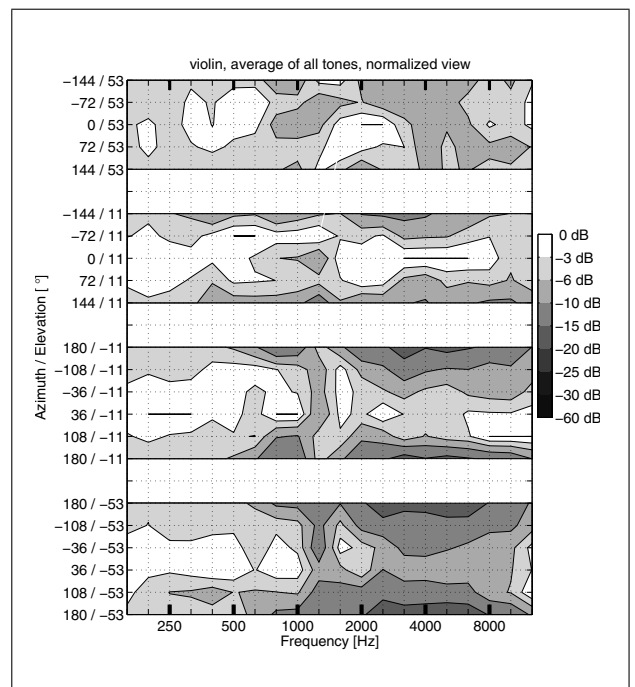 violin, average of all tones, normalized view
−144 / 53
−72 / 53
0 / 53
72 / 53
144 / 53
−144 / 11
−72 / 11
0 / 11
72 / 11
144 / 11
180 / −11
−108 / −11
−36 / −11
36 / −11
108 / −11
180 / −11
180 / −53
−108 / −53
−36 / −53
36 / −53
108 / −53
180 / −53
Azimuth / Elevation [ °]
250 500 1000 2000 4000 8000
Frequency [Hz]
0 dB
−3 dB
−6 dB
−10 dB
−15 dB
−20 dB
−25 dB
−30 dB
−60 dB